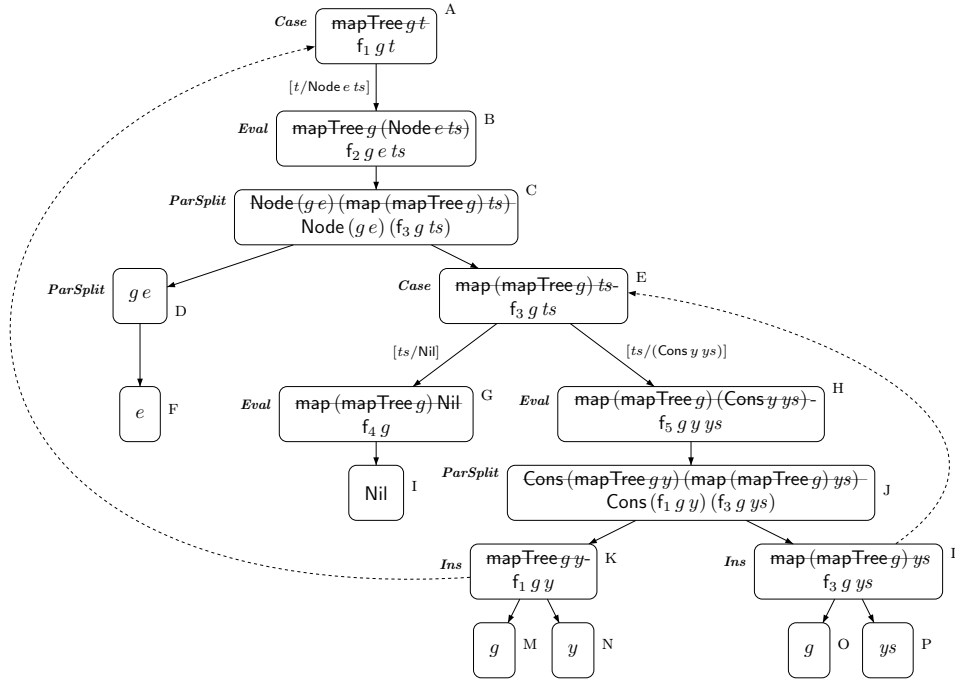 A
Case
mapTree g t
f₁ g t
[t/Node e ts]
B
Eval
mapTree g (Node e ts)
f₂ g e ts
C
ParSplit
Node (g e) (map (mapTree g) ts)
Node (g e) (f₃ g ts)
ParSplit
g e
D
Case
map (mapTree g) ts
f₃ g ts
E
[ts/Nil]
[ts/(Cons y ys)]
e
F
Eval
map (mapTree g) Nil
f₄ g
G
Eval
map (mapTree g) (Cons y ys)
f₅ g y ys
H
Nil
I
ParSplit
Cons (mapTree g y) (map (mapTree g) ys)
Cons (f₁ g y) (f₃ g ys)
J
Ins
mapTree g y
f₁ g y
K
Ins
map (mapTree g) ys
f₃ g ys
g
M
y
N
g
O
ys
P